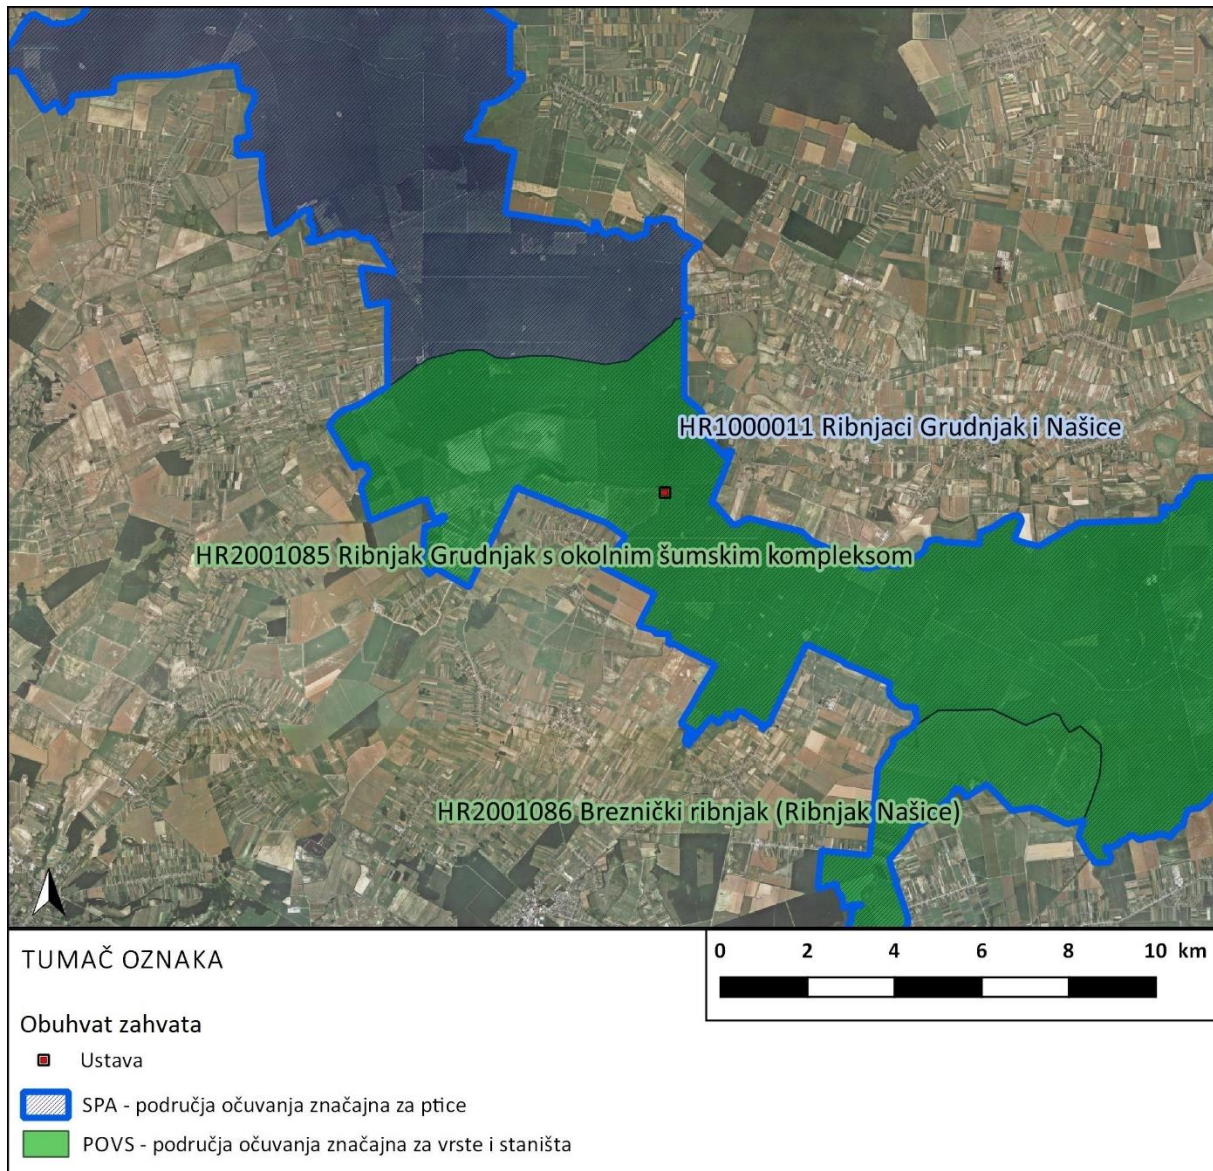 HR1000011 Ribnjaci Grudnjak i Našice
HR2001085 Ribnjak Grudnjak s okolnim šumskim kompleksom
HR2001086 Breznički ribnjak (Ribnjak Našice)
TUMAČ OZNAKA
0 2 4 6 8 10 km
Obuhvat zahvata
Ustava
SPA - područja očuvanja značajna za ptice
POVS - područja očuvanja značajna za vrste i staništa